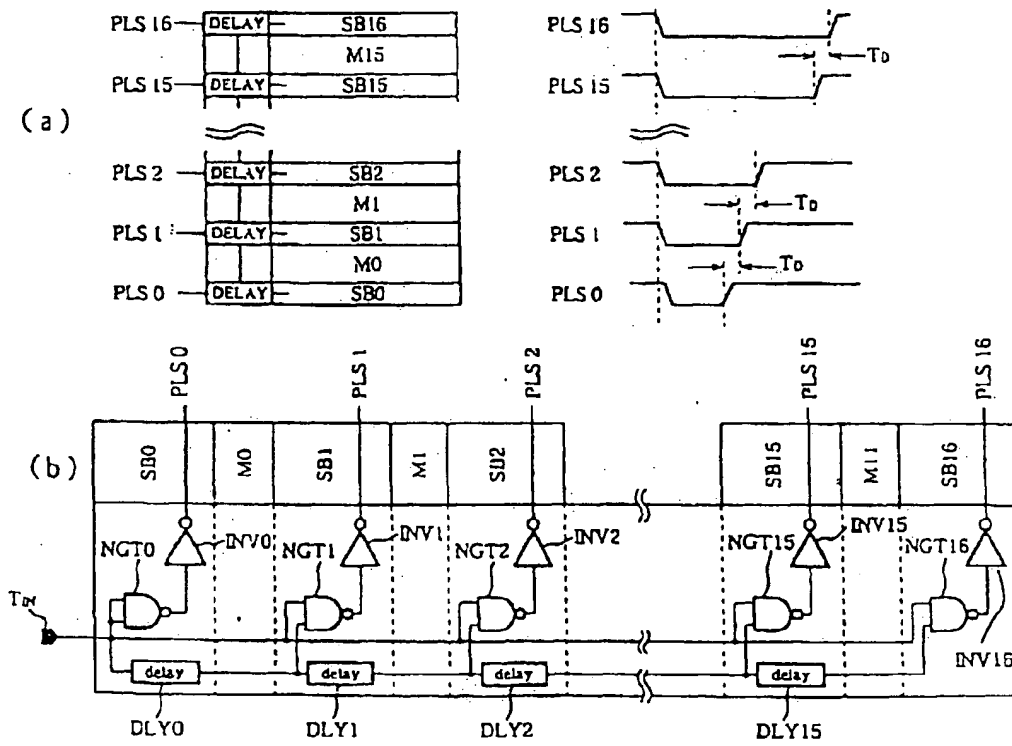 (a)
PLS 16
DELAY
SB16
M15
PLS 15
DELAY
SB15
PLS 2
DELAY
SB2
M1
PLS 1
DELAY
SB1
M0
PLS 0
DELAY
SB0
PLS 16
TD
PLS 15
PLS 2
TD
PLS 1
TD
PLS 0
(b)
PLS 0
PLS 1
PLS 2
PLS 15
PLS 16
SB0
M0
SB1
M1
SB2
SB15
M11
SB16
NGT0
INV0
NGT1
INV1
NGT2
INV2
NGT15
INV15
NGT16
INV16
TIN
delay
delay
delay
delay
DLY0
DLY1
DLY2
DLY15